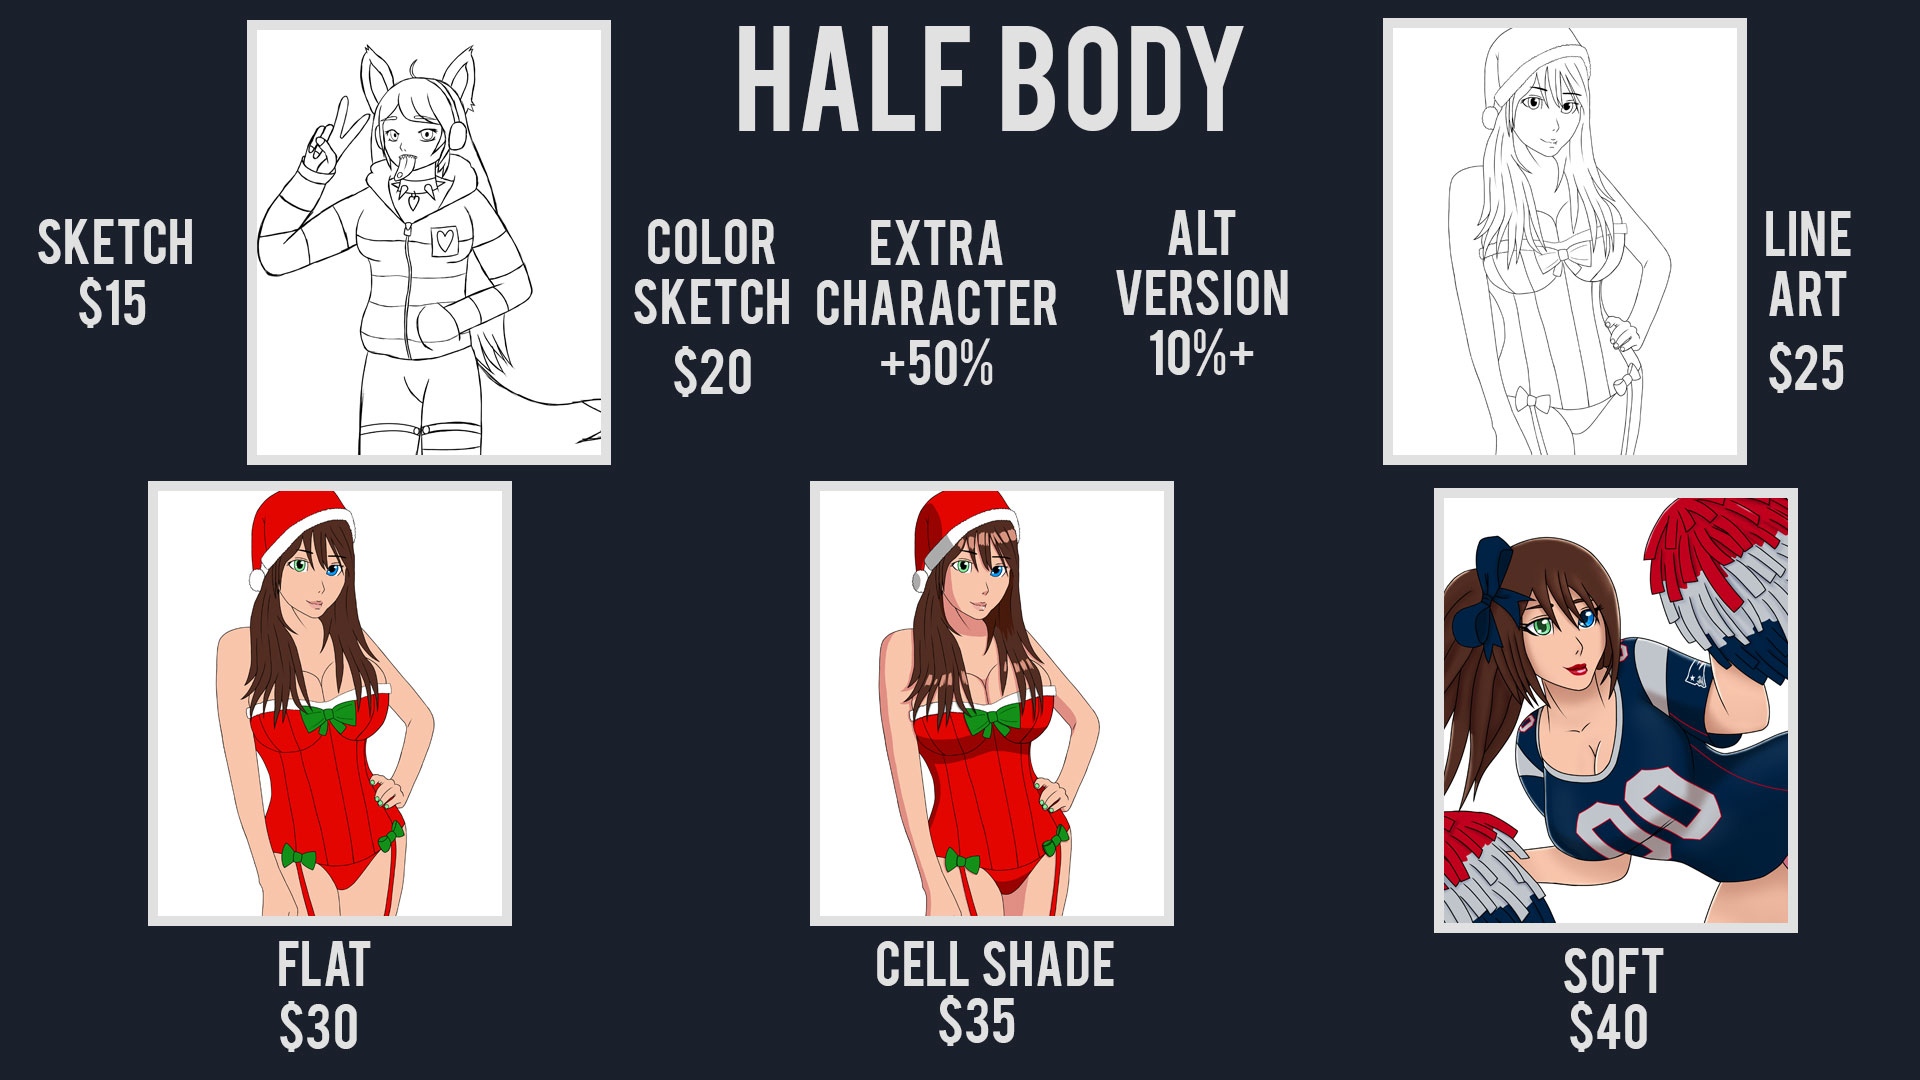 HALF BODY
SKETCH
$15
COLOR
SKETCH
$20
EXTRA
CHARACTER
+50%
ALT
VERSION
10%+
LINE
ART
$25
FLAT
$30
CELL SHADE
$35
SOFT
$40
00